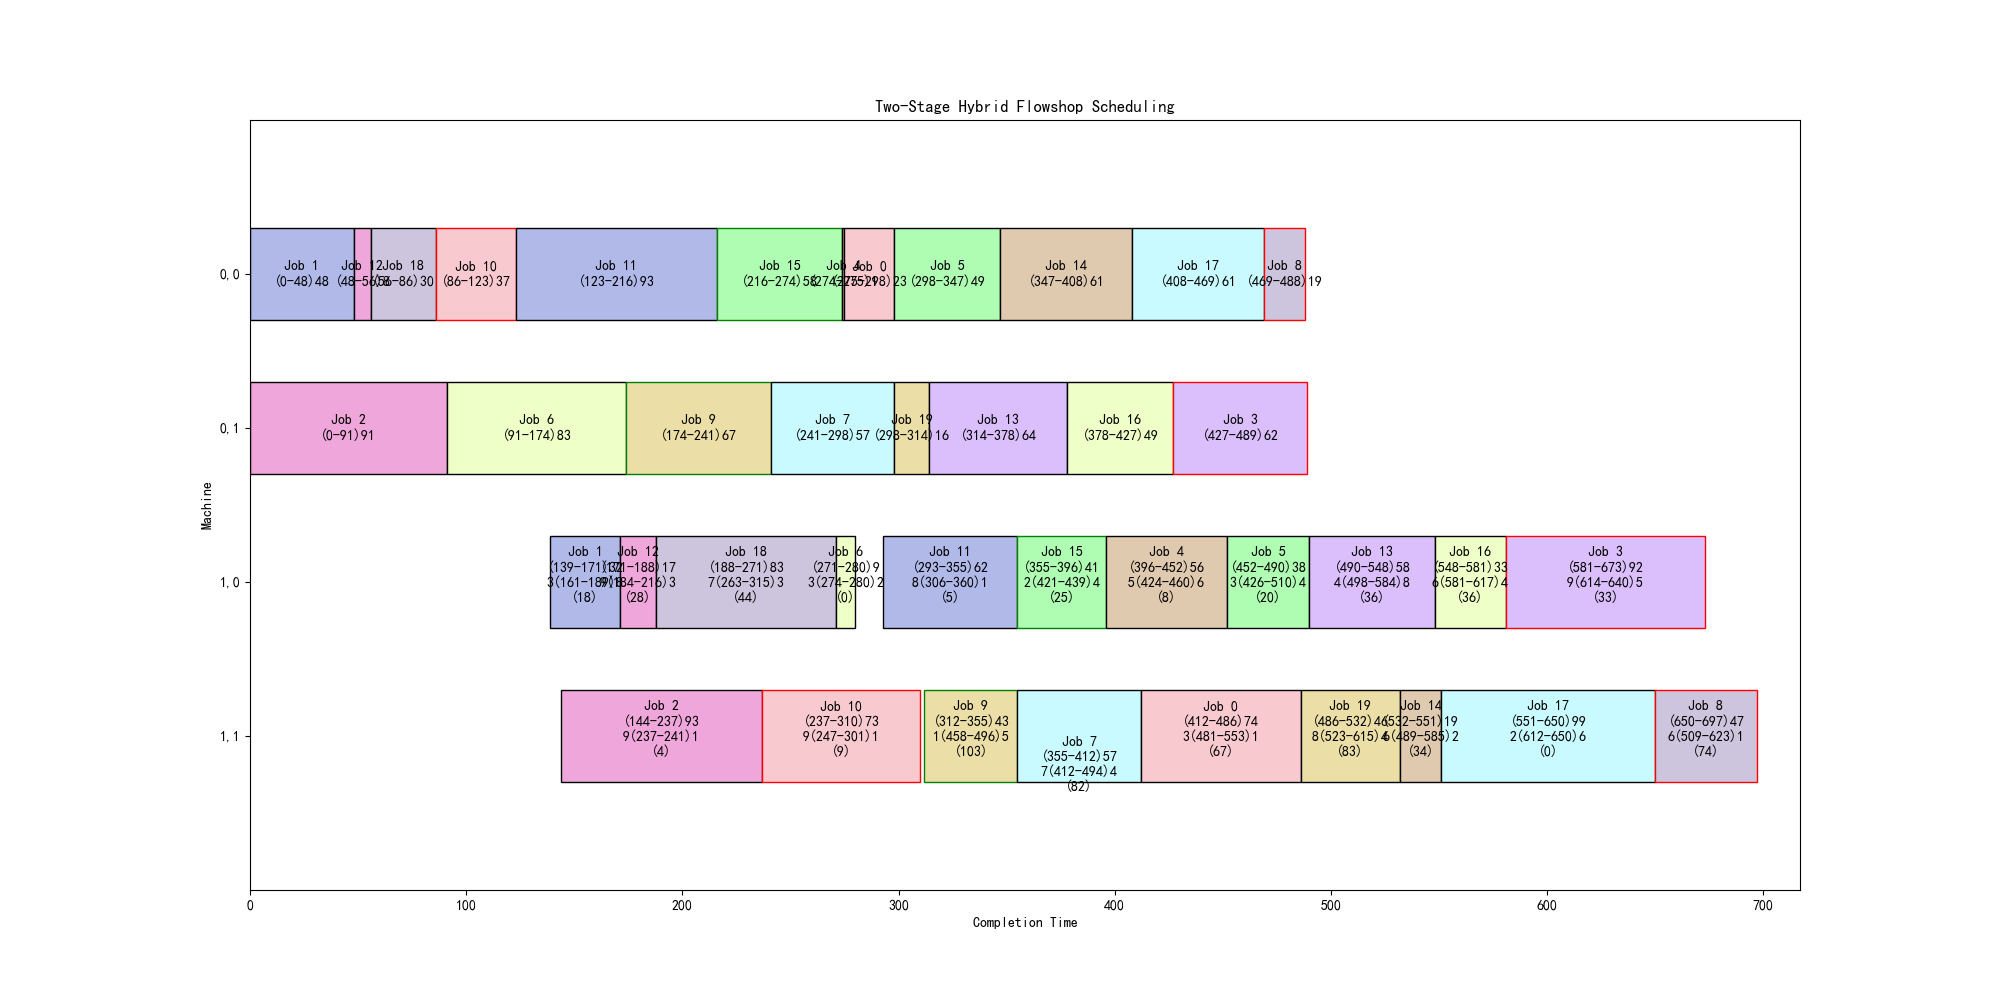 Two-Stage Hybrid Flowshop Scheduling
Machine
0,0
Job 1
(0-48)48
Job 12
(48-56)8
Job 18
(56-86)30
Job 10
(86-123)37
Job 11
(123-216)93
Job 15
(216-274)58
Job 4
(274-275)1
Job 0
(275-298)23
Job 5
(298-347)49
Job 14
(347-408)61
Job 17
(408-469)61
Job 8
(469-488)19
0,1
Job 2
(0-91)91
Job 6
(91-174)83
Job 9
(174-241)67
Job 7
(241-298)57
Job 19
(298-314)16
Job 13
(314-378)64
Job 16
(378-427)49
Job 3
(427-489)62
1,0
Job 1
(139-171)32
3(161-189)
(18)
Job 12
(171-188)17
(184-216)3
(28)
Job 18
(188-271)83
7(263-315)3
(44)
Job 6
(271-280)9
3(274-280)2
(0)
Job 11
(293-355)62
8(306-360)1
(5)
Job 15
(355-396)41
2(421-439)4
(25)
Job 4
(396-452)56
5(424-460)6
(8)
Job 5
(452-490)38
3(426-510)4
(20)
Job 13
(490-548)58
4(498-584)8
(36)
Job 16
(548-581)33
6(581-617)4
(36)
Job 3
(581-673)92
9(614-640)5
(33)
1,1
Job 2
(144-237)93
9(237-241)1
(4)
Job 10
(237-310)73
9(247-301)1
(9)
Job 9
(312-355)43
1(458-496)5
(103)
Job 7
(355-412)57
7(412-494)4
(82)
Job 0
(412-486)74
3(481-553)1
(67)
Job 19
(486-532)46
8(523-615)
(83)
Job 14
(532-551)19
(489-585)2
(34)
Job 17
(551-650)99
2(612-650)6
(0)
Job 8
(650-697)47
6(509-623)1
(74)
0 100 200 300 400 500 600 700
Completion Time